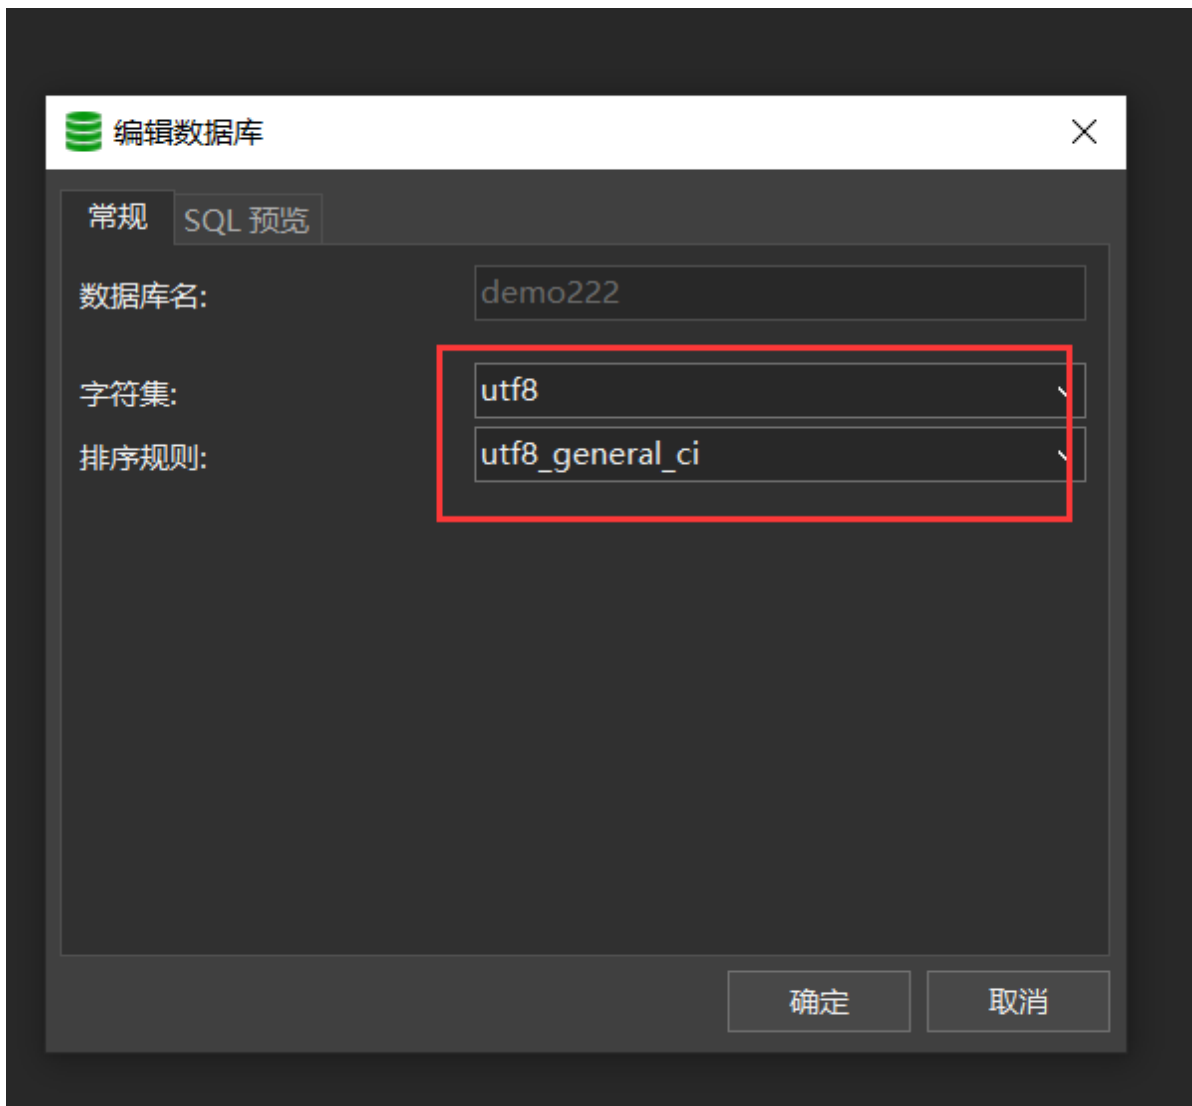 编辑数据库
常规
SQL 预览
数据库名:
demo222
字符集:
utf8
排序规则:
utf8_general_ci
确定
取消